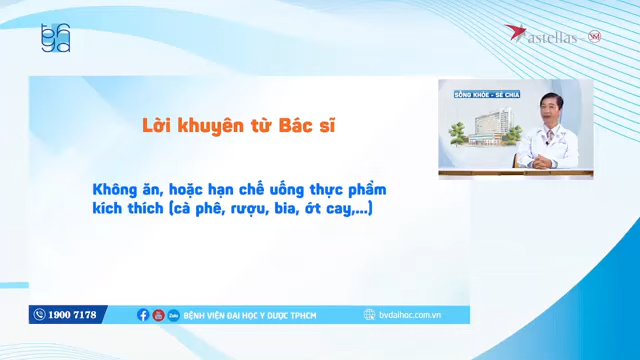 astellas
SỐNG KHỎE - SẺ CHIA
Lời khuyên từ Bác sĩ
Không ăn, hoặc hạn chế uống thực phẩm
kích thích (cà phê, rượu, bia, ớt cay,...)
1900 7178
Zalo
BỆNH VIỆN ĐẠI HỌC Y DƯỢC TPHCM
bvdaihoc.com.vn